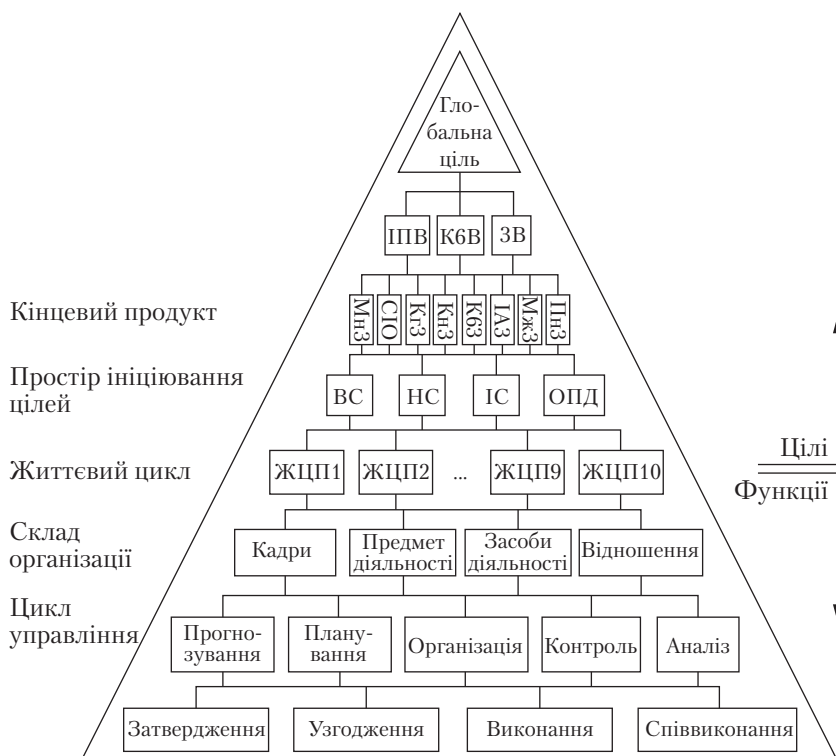 Гло-
бальна
ціль
ІПВ К6В ЗВ
Кінцевий продукт
МнЗ СІО КгЗ КнЗ К6З ІАЗ МжЗ ПнЗ
Простір ініціювання
цілей
ВС НС ІС ОПД
Життєвий цикл
ЖЦП1 ЖЦП2 ... ЖЦП9 ЖЦП10
Цілі
Функції
Склад
організації
Кадри
Предмет
діяльності
Засоби
діяльності
Відношення
Цикл
управління
Прогно-
зування
Плану-
вання
Організація
Контроль
Аналіз
Затвердження Узгодження Виконання Співвиконання